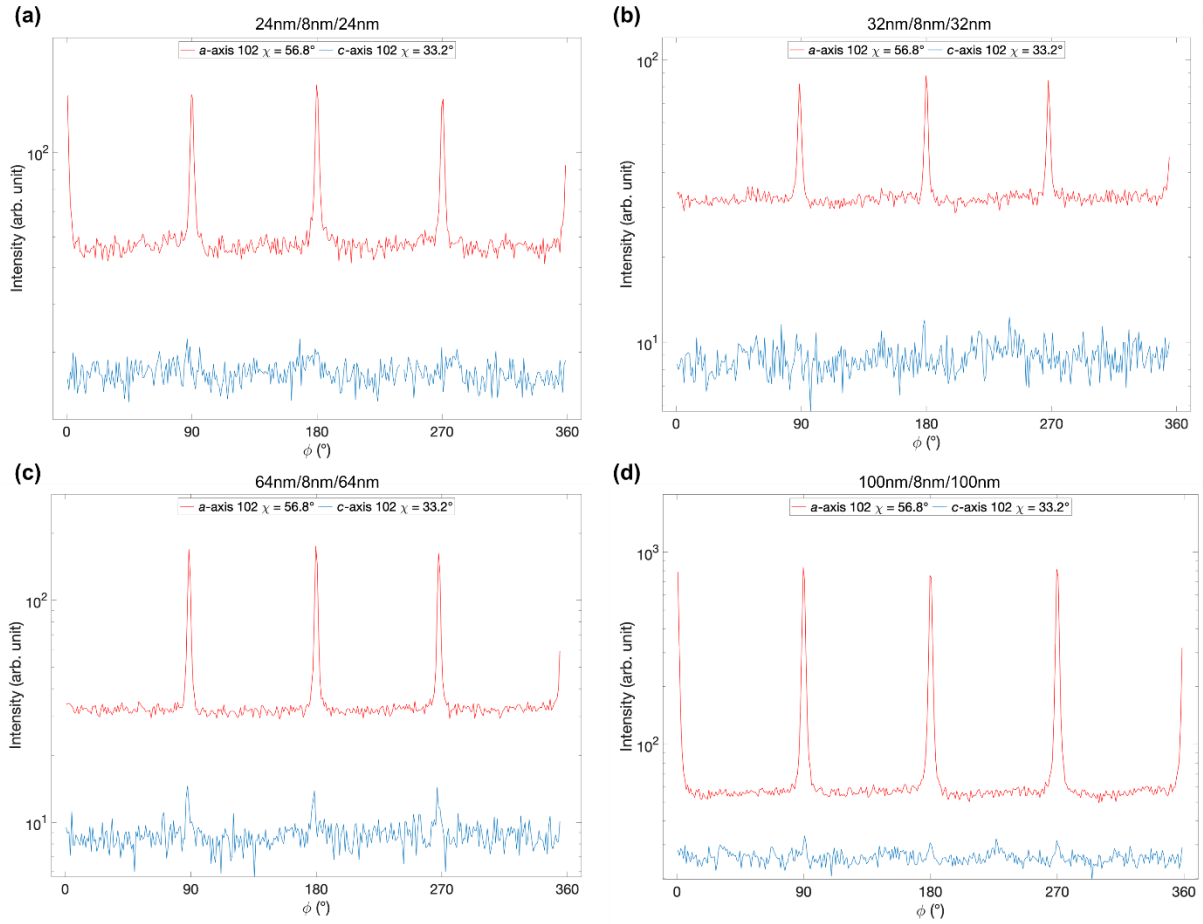 (a)
24nm/8nm/24nm
a-axis 102 χ = 56.8° c-axis 102 χ = 33.2°
10²
Intensity (arb. unit)
0 90 180 270 360
ϕ (°)
(b)
32nm/8nm/32nm
a-axis 102 χ = 56.8° c-axis 102 χ = 33.2°
10²
10¹
Intensity (arb. unit)
0 90 180 270 360
ϕ (°)
(c)
64nm/8nm/64nm
a-axis 102 χ = 56.8° c-axis 102 χ = 33.2°
10²
10¹
Intensity (arb. unit)
0 90 180 270 360
ϕ (°)
(d)
100nm/8nm/100nm
a-axis 102 χ = 56.8° c-axis 102 χ = 33.2°
10³
10²
Intensity (arb. unit)
0 90 180 270 360
ϕ (°)